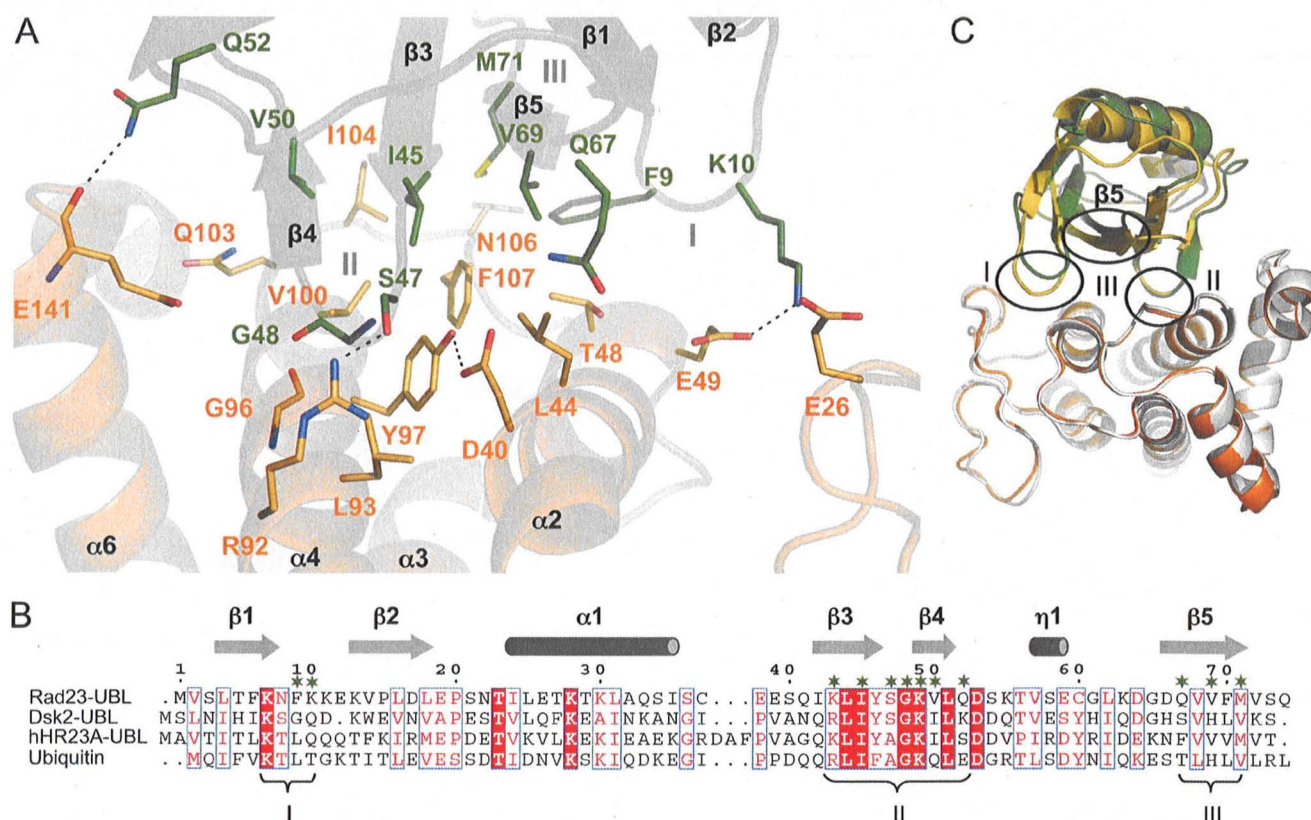 A
C
Q52
β3
β1
β2
M71
III
β5
V50
I104
V69
Q67
I45
F9
K10
β5
Q103
β4
N106
I
II
S47
F107
I
II
III
E141
V100
G48
T48
E49
G96
E26
Y97
L44
D40
L93
α2
R92
α6
α4
α3
B
β1 β2 α1 β3 β4 η1 β5
1 10 20 30 40 50 60 70
Rad23-UBL .MVSLTFKNFKKEKVPLDLEPSNTILETKTKLAQSISC...EESQIKLIYSGKVLQDSKTVSECGLKDGDQVVFMVSQ
Dsk2-UBL MSLNIHIKSGQD.KWEVNVAPESTVLQFKEAINKANGI...PVANQRLIYSGKILKDDQTVESYHIQDGHSVHLVKS.
hHR23A-UBL MAVTITLKTLQQQTFKIRMEPDETVKVLKEKIEAEKGRDAFPVAGQKLIYAGKILSDDVPIRDYRIDEKNFVVVMVT.
Ubiquitin ..MQIFVKTLTGKTITLEVESSDTIDNVKSKIQDKEGI...PPDQQRLIFAGKQLEDGRTLSDYNIQKESTLHLVLRL
I II III